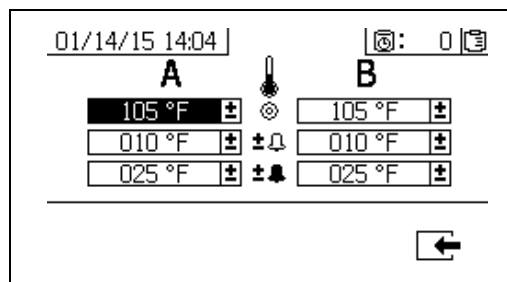 01/14/15 14:04 : 0
A B
105 °F ± 105 °F ±
010 °F ± ± 010 °F ±
025 °F ± ± 025 °F ±